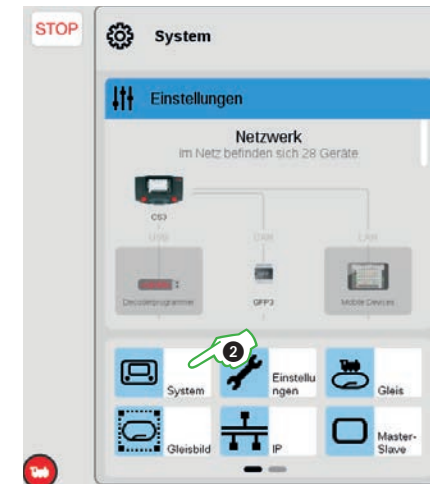 STOP
System
Einstellungen
Netzwerk
Im Netz befinden sich 28 Geräte
CS3
USB
CAN
LAN
Decoderprogrammer
GFP3
Mobile Devices
2
System
Einstellu
ngen
Gleis
Gleisbild
IP
Master-
Slave